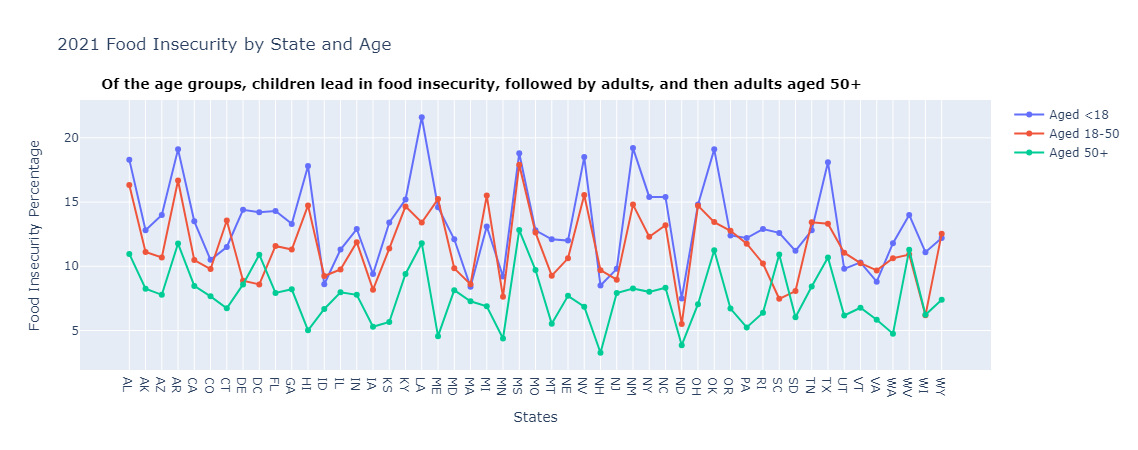 2021 Food Insecurity by State and Age
Of the age groups, children lead in food insecurity, followed by adults, and then adults aged 50+
Aged <18
Aged 18-50
Aged 50+
Food Insecurity Percentage
20
15
10
5
AL AK AZ AR CA CO CT DE DC FL GA HI ID IL IN IA KS KY LA ME MD MA MI MN MS MO MT NE NV NH NJ NM NY NC ND OH OK OR PA RI SC SD TN TX UT VT VA WA WV WI WY
States